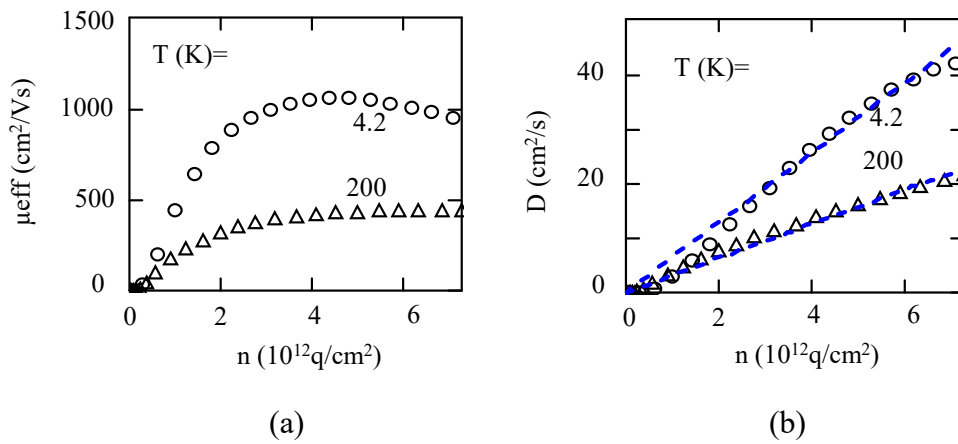 1500
1000
500
0
µeff (cm²/Vs)
T (K)=
4.2
200
0
2
4
6
n (10¹²q/cm²)
(a)
40
20
0
D (cm²/s)
T (K)=
4.2
200
0
2
4
6
n (10¹²q/cm²)
(b)